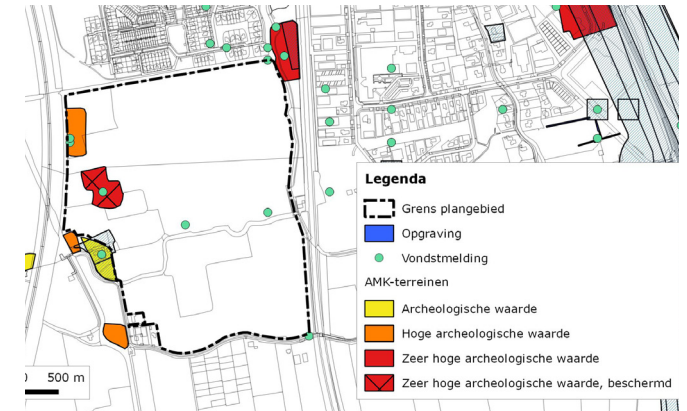 Legenda
Grens plangebied
Opgraving
Vondstmelding
AMK-terreinen
Archeologische waarde
Hoge archeologische waarde
Zeer hoge archeologische waarde
Zeer hoge archeologische waarde, beschermd
0 500 m